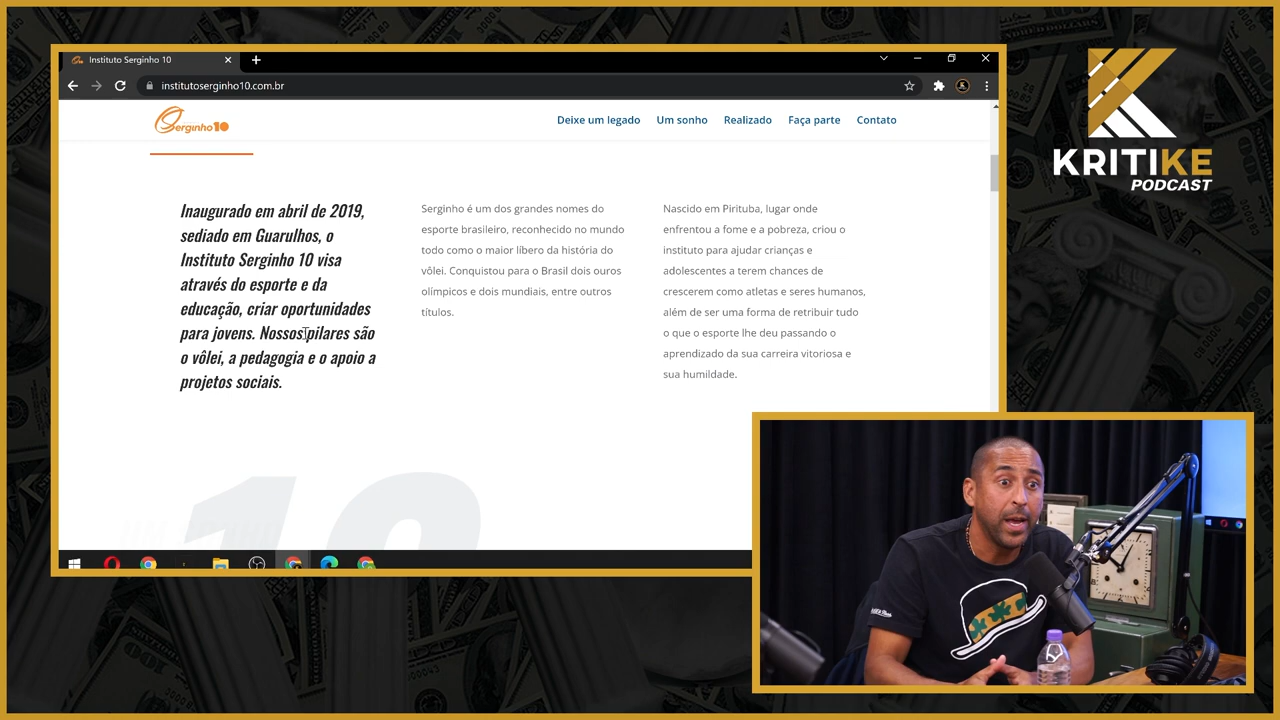 Instituto Serginho 10
institutoserginho10.com.br
Serginho10
Deixe um legado
Um sonho
Realizado
Faça parte
Contato
Inaugurado em abril de 2019,
sediado em Guarulhos, o
Instituto Serginho 10 visa
através do esporte e da
educação, criar oportunidades
para jovens. Nossos pilares são
o vôlei, a pedagogia e o apoio a
projetos sociais.
Serginho é um dos grandes nomes do
esporte brasileiro, reconhecido no mundo
todo como o maior líbero da história do
vôlei. Conquistou para o Brasil dois ouros
olímpicos e dois mundiais, entre outros
títulos.
Nascido em Pirituba, lugar onde
enfrentou a fome e a pobreza, criou o
instituto para ajudar crianças e
adolescentes a terem chances de
crescerem como atletas e seres humanos,
além de ser uma forma de retribuir tudo
o que o esporte lhe deu passando o
aprendizado da sua carreira vitoriosa e
sua humildade.
10
KRITIKE
PODCAST